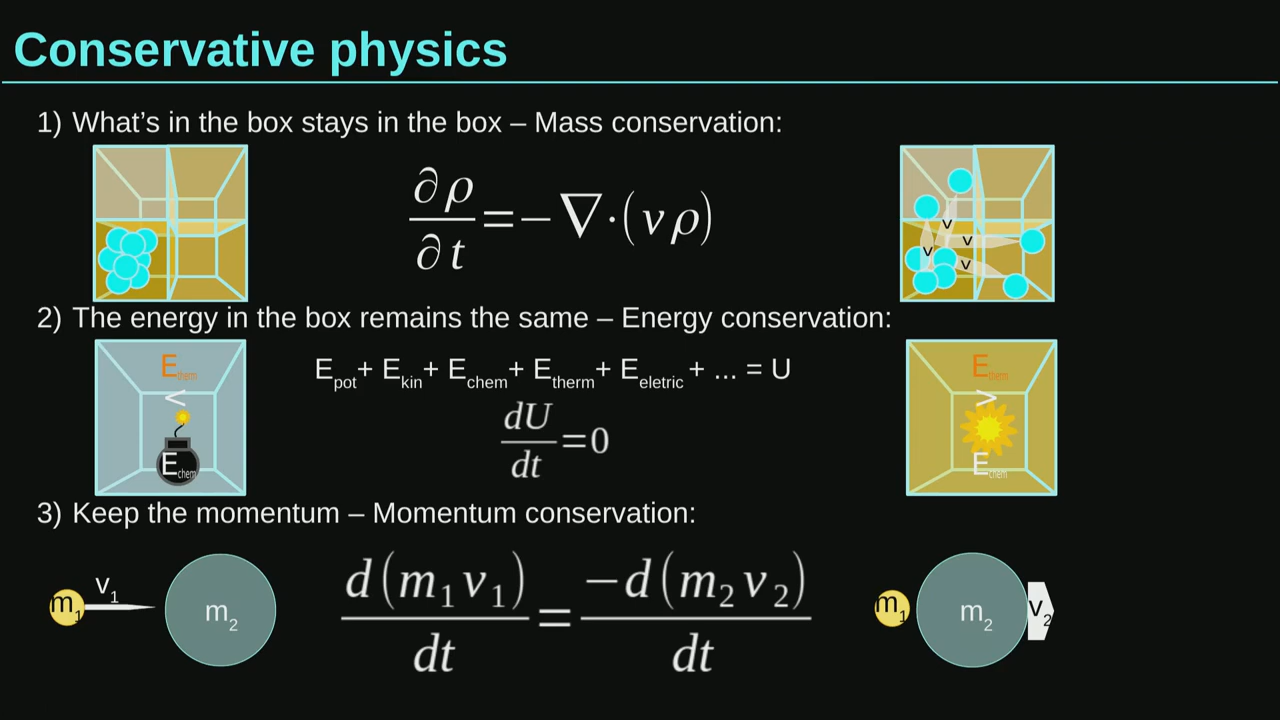 Conservative physics
1) What's in the box stays in the box – Mass conservation:
∂ρ/∂t = −∇·(vρ)
v
v
v
v
2) The energy in the box remains the same – Energy conservation:
E_therm
<
E_chem
E_pot + E_kin + E_chem + E_therm + E_eletric + ... = U
dU/dt = 0
E_therm
>
E_chem
3) Keep the momentum – Momentum conservation:
m_1
v_1
m_2
d(m_1 v_1)/dt = −d(m_2 v_2)/dt
m_1
m_2
v_2